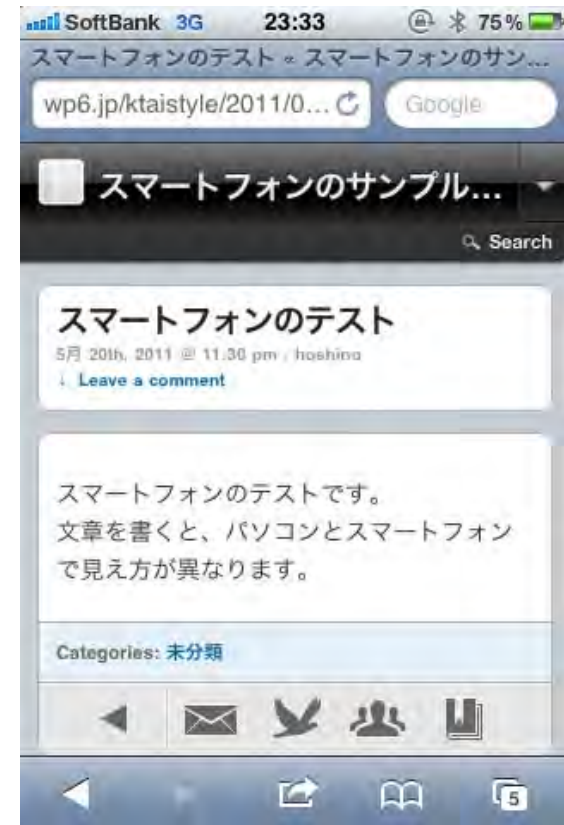 SoftBank 3G 23:33 75%
スマートフォンのテスト « スマートフォンのサン...
wp6.jp/ktaistyle/2011/0... Google
スマートフォンのサンプル...
Search
スマートフォンのテスト
5月 20th, 2011 @ 11:30 pm , hoshino
↓ Leave a comment
スマートフォンのテストです。
文章を書くと、パソコンとスマートフォン
で見え方が異なります。
Categories: 未分類
5